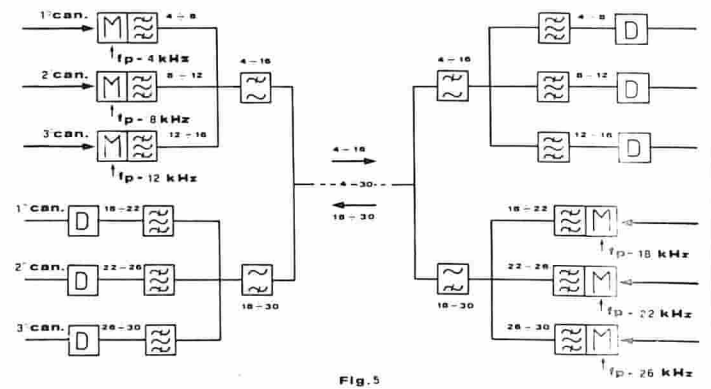 1°can.
M
4÷8
fp-4 kHz
2°can.
M
8÷12
fp-8 kHz
3°can.
M
12÷16
fp-12 kHz
4-16
4-16
4-30
18÷30
1°can.
D
18÷22
2°can.
D
22-26
3°can.
D
26-30
18÷30
4-16
4-8
D
8-12
D
12-16
D
18-30
18÷22
M
fp-18 kHz
22-26
M
fp-22 kHz
26-30
M
fp-26 kHz
Fig.5